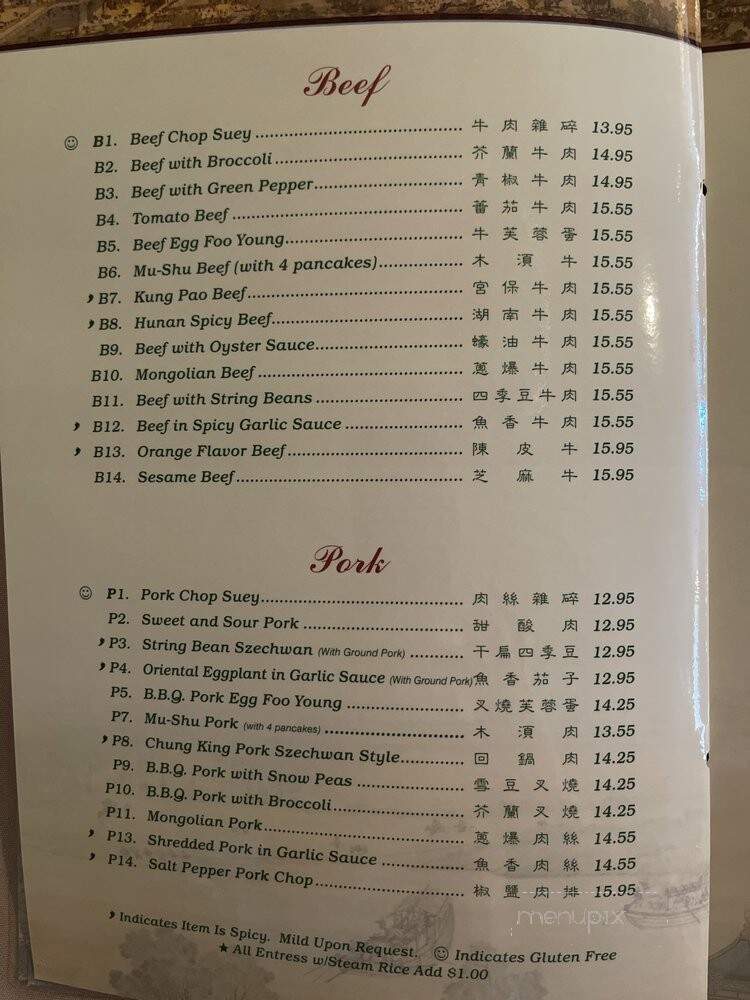 Beef
☺ B1. Beef Chop Suey ........ 牛肉雜碎 13.95
B2. Beef with Broccoli ........ 芥蘭牛肉 14.95
B3. Beef with Green Pepper ........ 青椒牛肉 14.95
B4. Tomato Beef ........ 蕃茄牛肉 15.55
B5. Beef Egg Foo Young ........ 牛芙蓉蛋 15.55
B6. Mu-Shu Beef (with 4 pancakes) ........ 木湏牛 15.55
B7. Kung Pao Beef ........ 宮保牛肉 15.55
B8. Hunan Spicy Beef ........ 湖南牛肉 15.55
B9. Beef with Oyster Sauce ........ 蠔油牛肉 15.55
B10. Mongolian Beef ........ 蔥爆牛肉 15.55
B11. Beef with String Beans ........ 四季豆牛肉 15.55
B12. Beef in Spicy Garlic Sauce ........ 魚香牛肉 15.55
B13. Orange Flavor Beef ........ 陳皮牛 15.95
B14. Sesame Beef ........ 芝麻牛 15.95
Pork
☺ P1. Pork Chop Suey ........ 肉絲雜碎 12.95
P2. Sweet and Sour Pork ........ 甜酸肉 12.95
P3. String Bean Szechwan (With Ground Pork) ........ 干扁四季豆 12.95
P4. Oriental Eggplant in Garlic Sauce (With Ground Pork) 魚香茄子 12.95
P5. B.B.Q. Pork Egg Foo Young ........ 叉燒芙蓉蛋 14.25
P7. Mu-Shu Pork (with 4 pancakes) ........ 木湏肉 13.55
P8. Chung King Pork Szechwan Style ........ 回鍋肉 14.25
P9. B.B.Q. Pork with Snow Peas ........ 雪豆叉燒 14.25
P10. B.B.Q. Pork with Broccoli ........ 芥蘭叉燒 14.25
P11. Mongolian Pork ........ 蔥爆肉絲 14.55
P13. Shredded Pork in Garlic Sauce ........ 魚香肉絲 14.55
P14. Salt Pepper Pork Chop ........ 椒鹽肉排 15.95
menupix
Indicates Item Is Spicy. Mild Upon Request. ☺ Indicates Gluten Free
★ All Entress w/Steam Rice Add $1.00